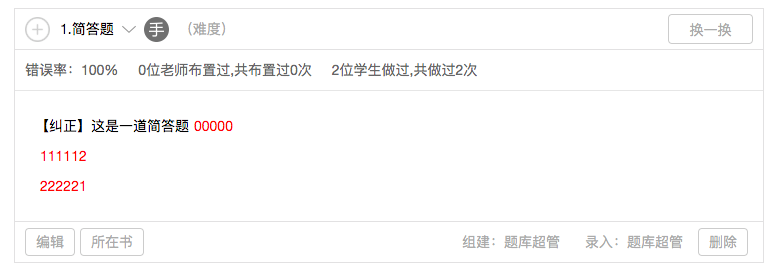 1.简答题 手 （难度） 换一换
错误率：100% 0位老师布置过,共布置过0次 2位学生做过,共做过2次
【纠正】这是一道简答题 00000
111112
222221
编辑 所在书 组建：题库超管 录入：题库超管 删除